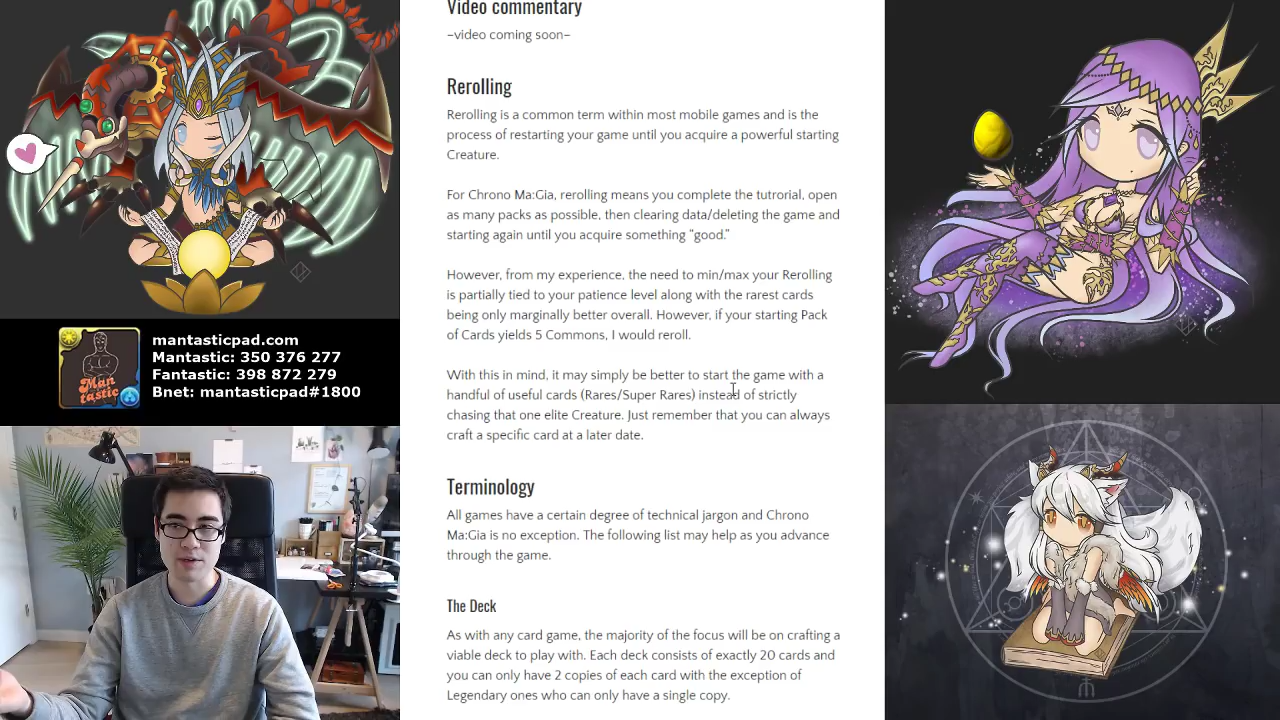 Video commentary
~video coming soon~
Rerolling
Rerolling is a common term within most mobile games and is the
process of restarting your game until you acquire a powerful starting
Creature.
For Chrono Ma:Gia, rerolling means you complete the tutrorial, open
as many packs as possible, then clearing data/deleting the game and
starting again until you acquire something “good.”
However, from my experience, the need to min/max your Rerolling
is partially tied to your patience level along with the rarest cards
being only marginally better overall. However, if your starting Pack
of Cards yields 5 Commons, I would reroll.
With this in mind, it may simply be better to start the game with a
handful of useful cards (Rares/Super Rares) instead of strictly
chasing that one elite Creature. Just remember that you can always
craft a specific card at a later date.
Terminology
All games have a certain degree of technical jargon and Chrono
Ma:Gia is no exception. The following list may help as you advance
through the game.
The Deck
As with any card game, the majority of the focus will be on crafting a
viable deck to play with. Each deck consists of exactly 20 cards and
you can only have 2 copies of each card with the exception of
Legendary ones who can only have a single copy.
mantasticpad.com
Mantastic: 350 376 277
Fantastic: 398 872 279
Bnet: mantasticpad#1800
Man
tastic